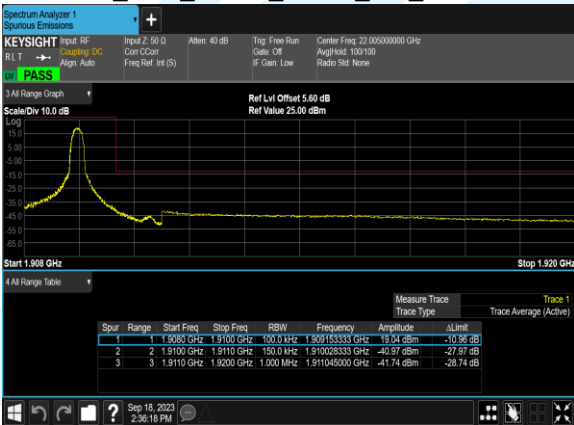 Spectrum Analyzer 1
Spurious Emissions
KEYSIGHT Input: RF Input Z: 50 Ω Atten: 40 dB Trig: Free Run Center Freq: 22.005000000 GHz
RLT Coupling: DC Corr CCorr Gate: Off Avg|Hold: 100/100
Align: Auto Freq Ref: Int (S) IF Gain: Low Radio Std: None
PASS
3 All Range Graph
Ref Lvl Offset 5.60 dB
Scale/Div 10.0 dB Ref Value 25.00 dBm
Log
15.0
5.00
-5.00
-15.0
-25.0
-35.0
-45.0
-55.0
-65.0
Start 1.908 GHz Stop 1.920 GHz
4 All Range Table
Measure Trace Trace 1
Trace Type Trace Average (Active)
Spur Range Start Freq Stop Freq RBW Frequency Amplitude ΔLimit
1 1 1.9080 GHz 1.9100 GHz 100.0 kHz 1.909153333 GHz 19.04 dBm -10.96 dB
2 2 1.9100 GHz 1.9110 GHz 150.0 kHz 1.910028333 GHz -40.97 dBm -27.97 dB
3 3 1.9110 GHz 1.9200 GHz 1.000 MHz 1.911045000 GHz -41.74 dBm -28.74 dB
? Sep 18, 2023
2:36:18 PM